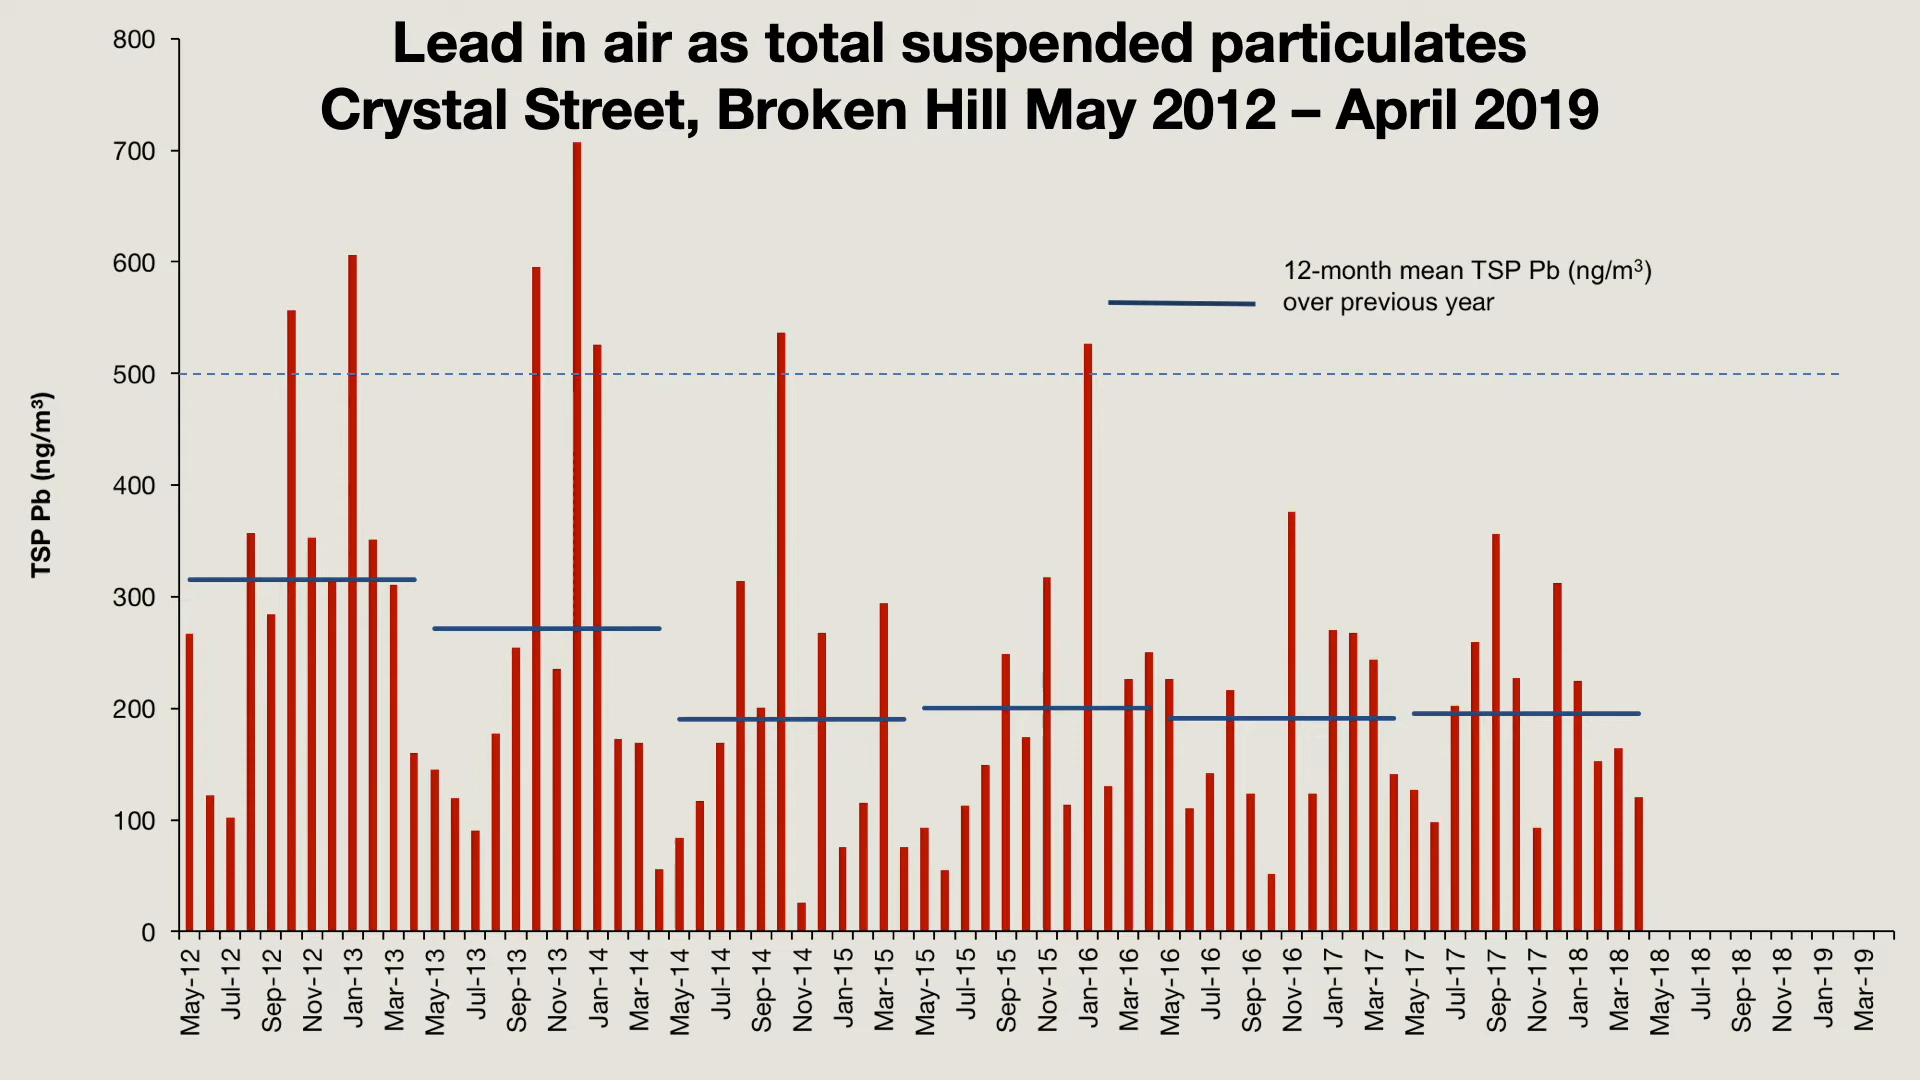 Lead in air as total suspended particulates
Crystal Street, Broken Hill May 2012 – April 2019
800
700
600
500
400
300
200
100
0
TSP Pb (ng/m³)
12-month mean TSP Pb (ng/m³)
over previous year
May-12
Jul-12
Sep-12
Nov-12
Jan-13
Mar-13
May-13
Jul-13
Sep-13
Nov-13
Jan-14
Mar-14
May-14
Jul-14
Sep-14
Nov-14
Jan-15
Mar-15
May-15
Jul-15
Sep-15
Nov-15
Jan-16
Mar-16
May-16
Jul-16
Sep-16
Nov-16
Jan-17
Mar-17
May-17
Jul-17
Sep-17
Nov-17
Jan-18
Mar-18
May-18
Jul-18
Sep-18
Nov-18
Jan-19
Mar-19